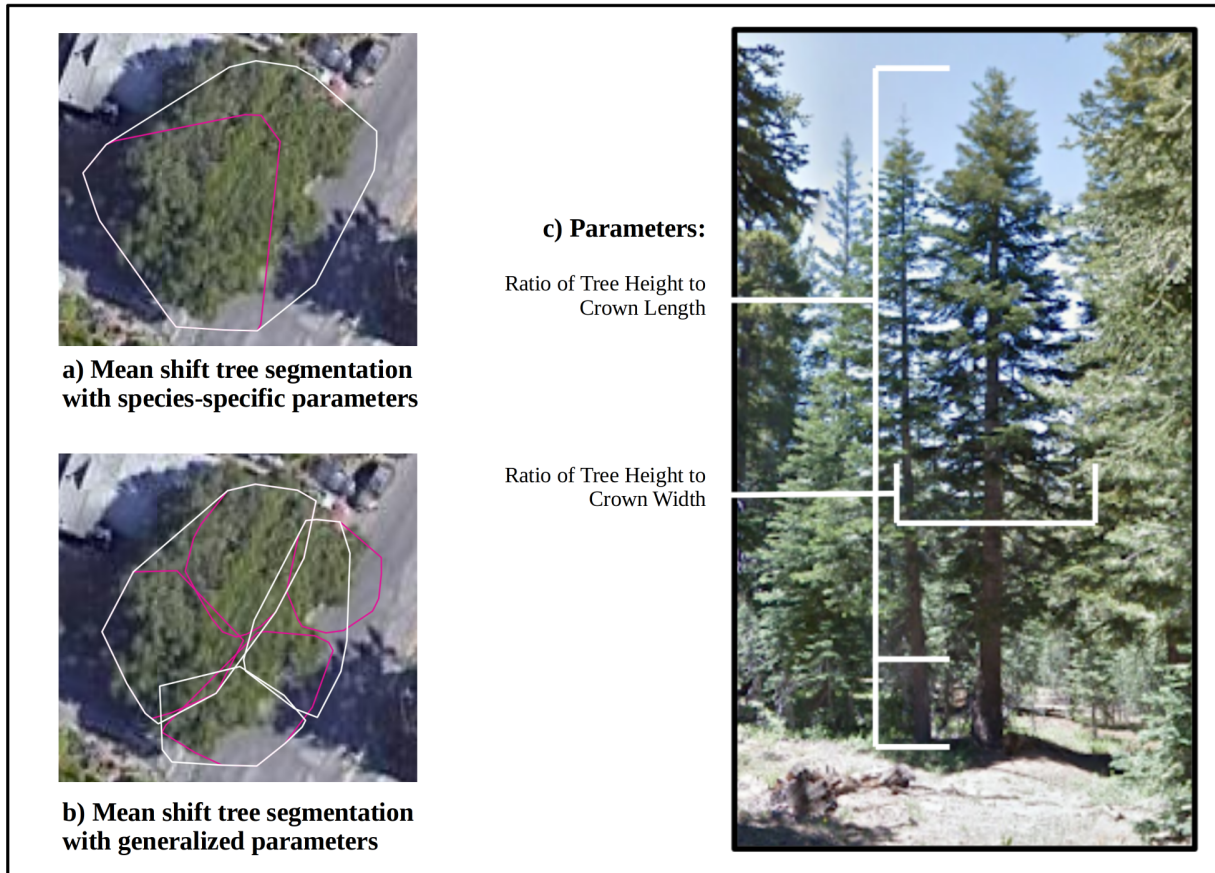 a) Mean shift tree segmentation
with species-specific parameters
b) Mean shift tree segmentation
with generalized parameters
c) Parameters:
Ratio of Tree Height to
Crown Length
Ratio of Tree Height to
Crown Width